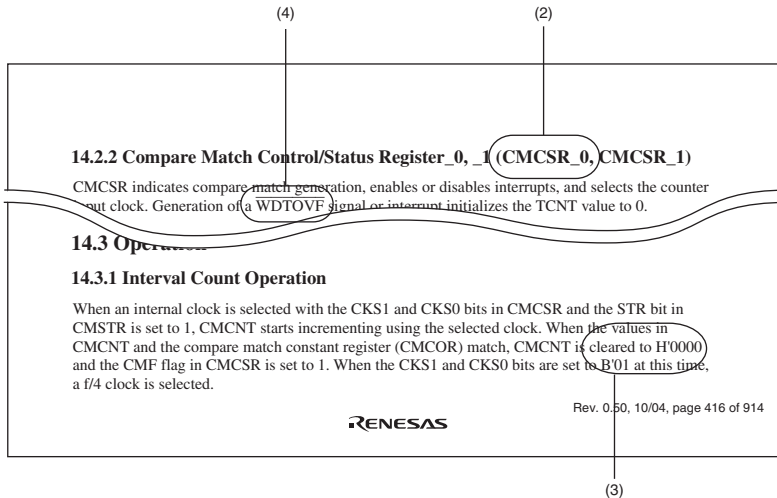 (4) (2)
14.2.2 Compare Match Control/Status Register_0, _1 (CMCSR_0, CMCSR_1)
CMCSR indicates compare match generation, enables or disables interrupts, and selects the counter
input clock. Generation of a WDTOVF signal or interrupt initializes the TCNT value to 0.
14.3 Operation
14.3.1 Interval Count Operation
When an internal clock is selected with the CKS1 and CKS0 bits in CMCSR and the STR bit in
CMSTR is set to 1, CMCNT starts incrementing using the selected clock. When the values in
CMCNT and the compare match constant register (CMCOR) match, CMCNT is cleared to H'0000
and the CMF flag in CMCSR is set to 1. When the CKS1 and CKS0 bits are set to B'01 at this time,
a f/4 clock is selected.
Rev. 0.50, 10/04, page 416 of 914
RENESAS
(3)